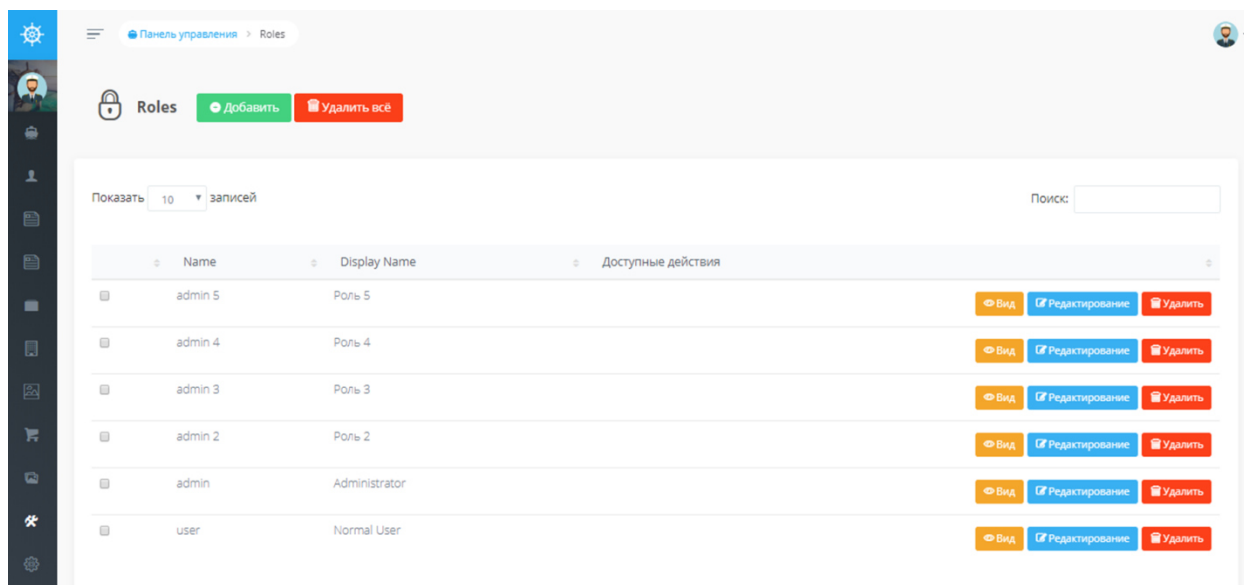 Панель управления > Roles
Roles Добавить Удалить всё
Показать 10 записей Поиск:
Name Display Name Доступные действия
admin 5 Роль 5 Вид Редактирование Удалить
admin 4 Роль 4 Вид Редактирование Удалить
admin 3 Роль 3 Вид Редактирование Удалить
admin 2 Роль 2 Вид Редактирование Удалить
admin Administrator Вид Редактирование Удалить
user Normal User Вид Редактирование Удалить